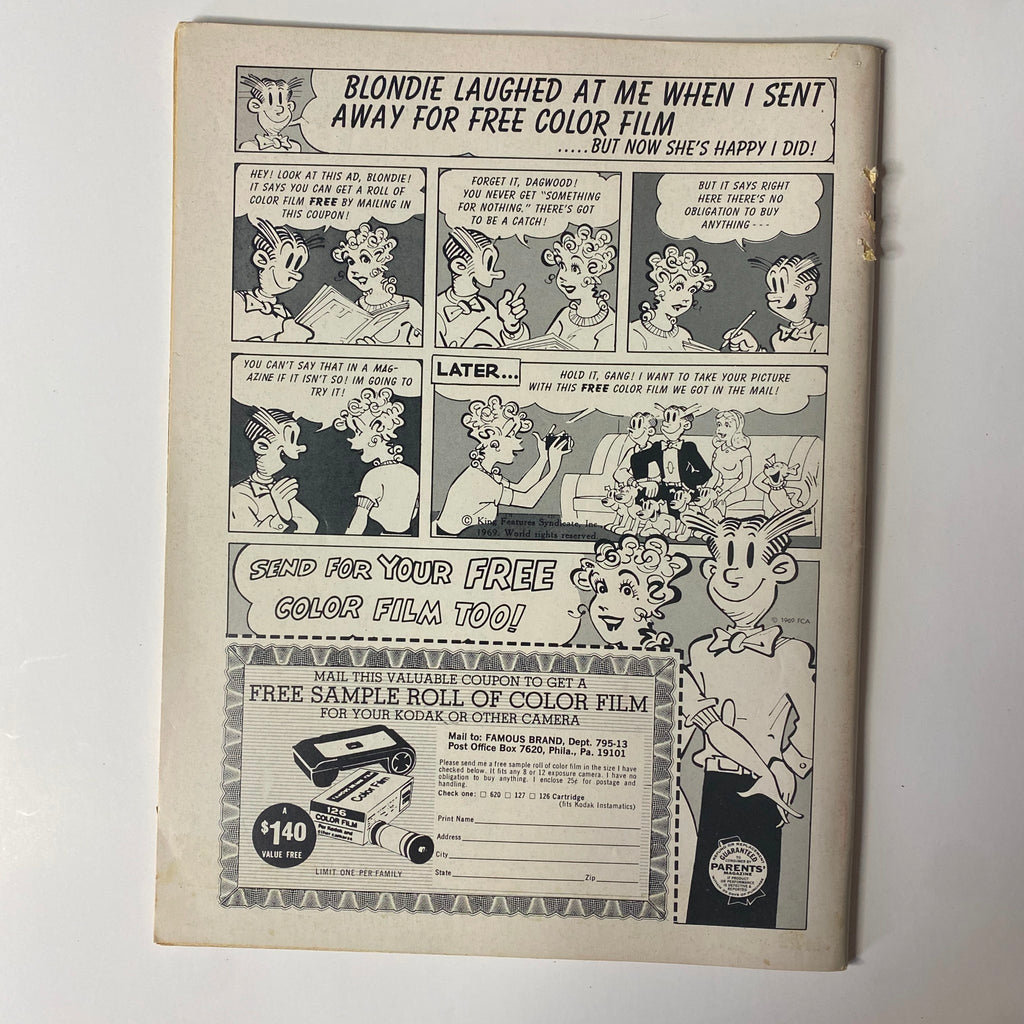 BLONDIE LAUGHED AT ME WHEN I SENT
AWAY FOR FREE COLOR FILM
.....BUT NOW SHE'S HAPPY I DID!
HEY! LOOK AT THIS AD, BLONDIE!
IT SAYS YOU CAN GET A ROLL OF
COLOR FILM FREE BY MAILING IN
THIS COUPON!
FORGET IT, DAGWOOD!
YOU NEVER GET "SOMETHING
FOR NOTHING." THERE'S GOT
TO BE A CATCH!
BUT IT SAYS RIGHT
HERE THERE'S NO
OBLIGATION TO BUY
ANYTHING---
YOU CAN'T SAY THAT IN A MAG-
AZINE IF IT ISN'T SO! IM GOING TO
TRY IT!
LATER...
HOLD IT, GANG! I WANT TO TAKE YOUR PICTURE
WITH THIS FREE COLOR FILM WE GOT IN THE MAIL!
© King Features Syndicate, Inc.,
1969. World rights reserved.
SEND FOR YOUR FREE
COLOR FILM TOO!
© 1969 FCA
MAIL THIS VALUABLE COUPON TO GET A
FREE SAMPLE ROLL OF COLOR FILM
FOR YOUR KODAK OR OTHER CAMERA
Mail to: FAMOUS BRAND, Dept. 795-13
Post Office Box 7620, Phila., Pa. 19101
Please send me a free sample roll of color film in the size I have
checked below. It fits any 8 or 12 exposure camera. I have no
obligation to buy anything. I enclose 25¢ for postage and
handling.
Check one: □ 620 □ 127 □ 126 Cartridge
(fits Kodak Instamatics)
Print Name
Address
City
State Zip
Color Film
126
COLOR FILM
For Kodak and
other cameras
A
$1.40
VALUE FREE
LIMIT ONE PER FAMILY
GUARANTEED
PARENTS'
MAGAZINE